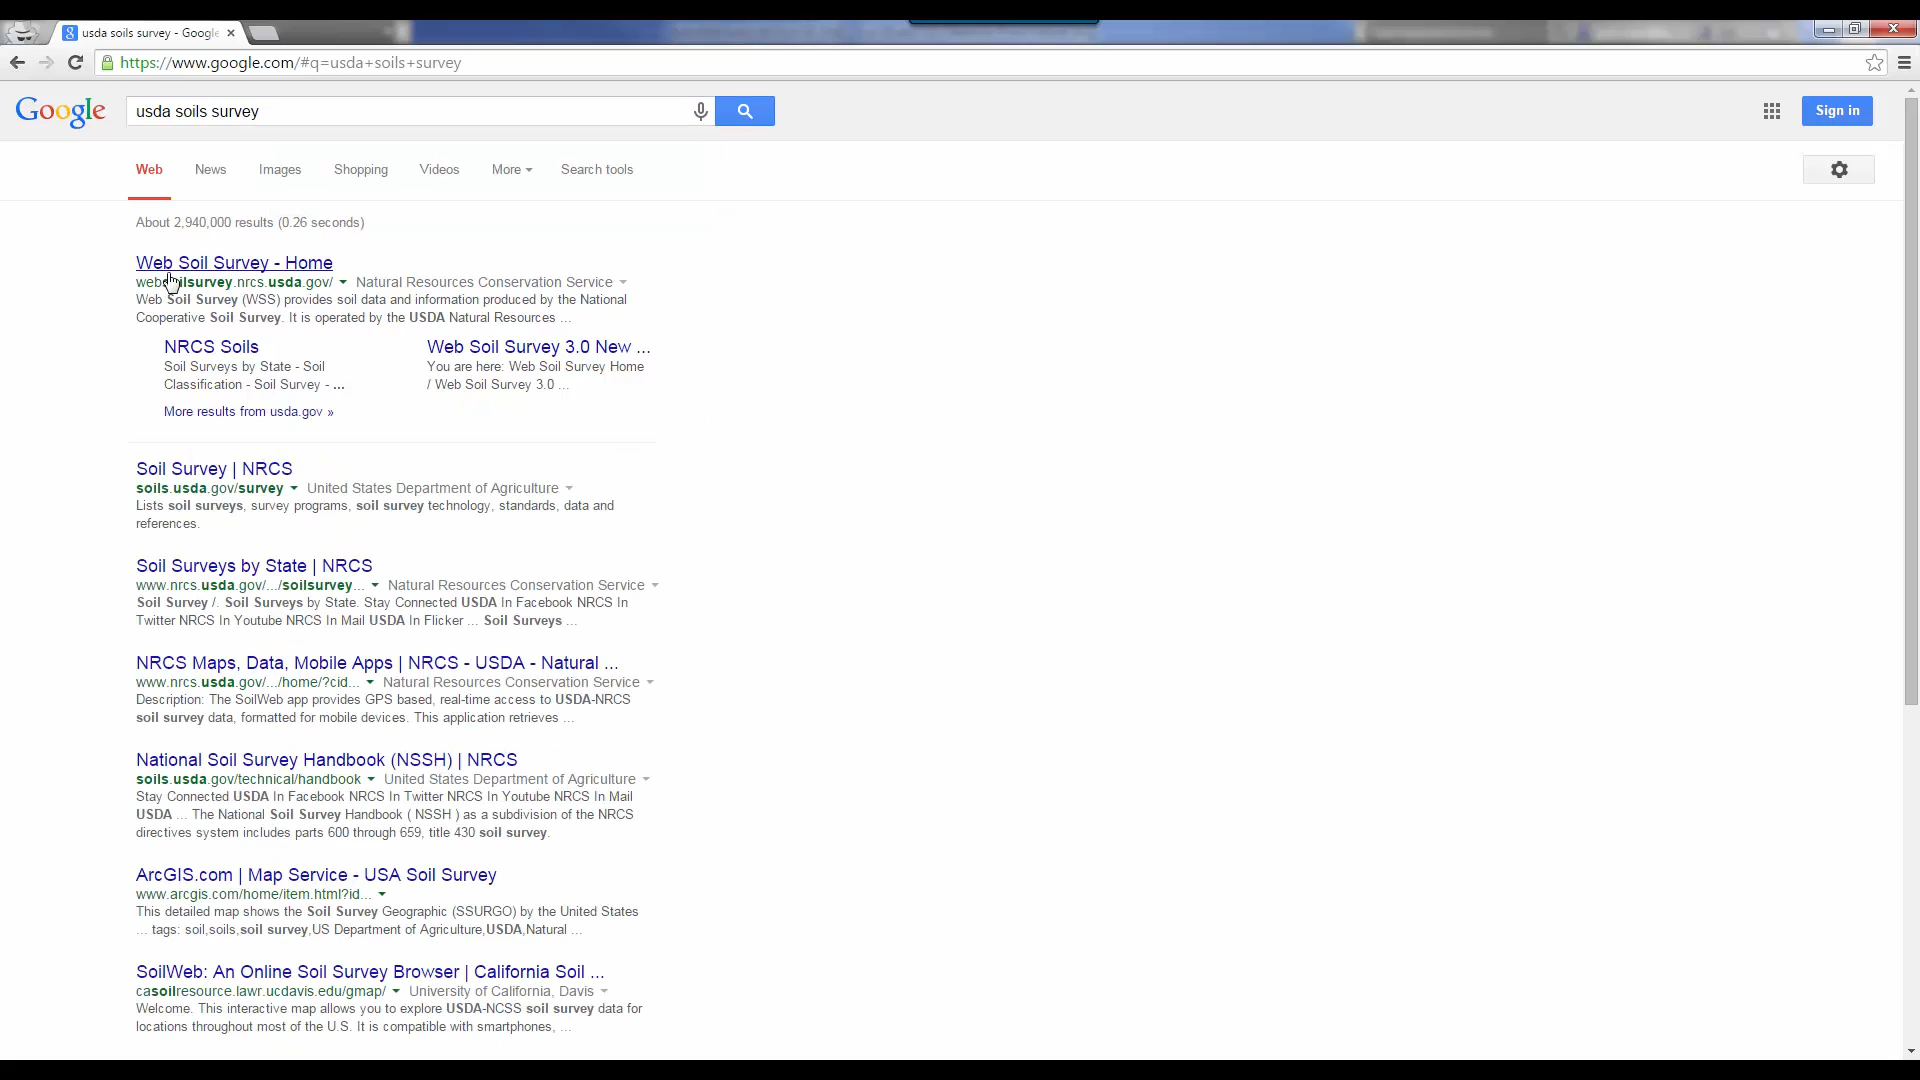 usda soils survey - Google
https://www.google.com/#q=usda+soils+survey
Google
usda soils survey
Sign in
Web News Images Shopping Videos More Search tools
About 2,940,000 results (0.26 seconds)
Web Soil Survey - Home
websoilsurvey.nrcs.usda.gov/ Natural Resources Conservation Service
Web Soil Survey (WSS) provides soil data and information produced by the National
Cooperative Soil Survey. It is operated by the USDA Natural Resources ...
NRCS Soils
Soil Surveys by State - Soil
Classification - Soil Survey - ...
Web Soil Survey 3.0 New ...
You are here: Web Soil Survey Home
/ Web Soil Survey 3.0 ...
More results from usda.gov »
Soil Survey | NRCS
soils.usda.gov/survey United States Department of Agriculture
Lists soil surveys, survey programs, soil survey technology, standards, data and
references.
Soil Surveys by State | NRCS
www.nrcs.usda.gov/.../soilsurvey... Natural Resources Conservation Service
Soil Survey /. Soil Surveys by State. Stay Connected USDA In Facebook NRCS In
Twitter NRCS In Youtube NRCS In Mail USDA In Flicker ... Soil Surveys ...
NRCS Maps, Data, Mobile Apps | NRCS - USDA - Natural ...
www.nrcs.usda.gov/.../home/?cid... Natural Resources Conservation Service
Description: The SoilWeb app provides GPS based, real-time access to USDA-NRCS
soil survey data, formatted for mobile devices. This application retrieves ...
National Soil Survey Handbook (NSSH) | NRCS
soils.usda.gov/technical/handbook United States Department of Agriculture
Stay Connected USDA In Facebook NRCS In Twitter NRCS In Youtube NRCS In Mail
USDA ... The National Soil Survey Handbook ( NSSH ) as a subdivision of the NRCS
directives system includes parts 600 through 659, title 430 soil survey.
ArcGIS.com | Map Service - USA Soil Survey
www.arcgis.com/home/item.html?id...
This detailed map shows the Soil Survey Geographic (SSURGO) by the United States
... tags: soil,soils,soil survey,US Department of Agriculture,USDA,Natural ...
SoilWeb: An Online Soil Survey Browser | California Soil ...
casoilresource.lawr.ucdavis.edu/gmap/ University of California, Davis
Welcome. This interactive map allows you to explore USDA-NCSS soil survey data for
locations throughout most of the U.S. It is compatible with smartphones, ...